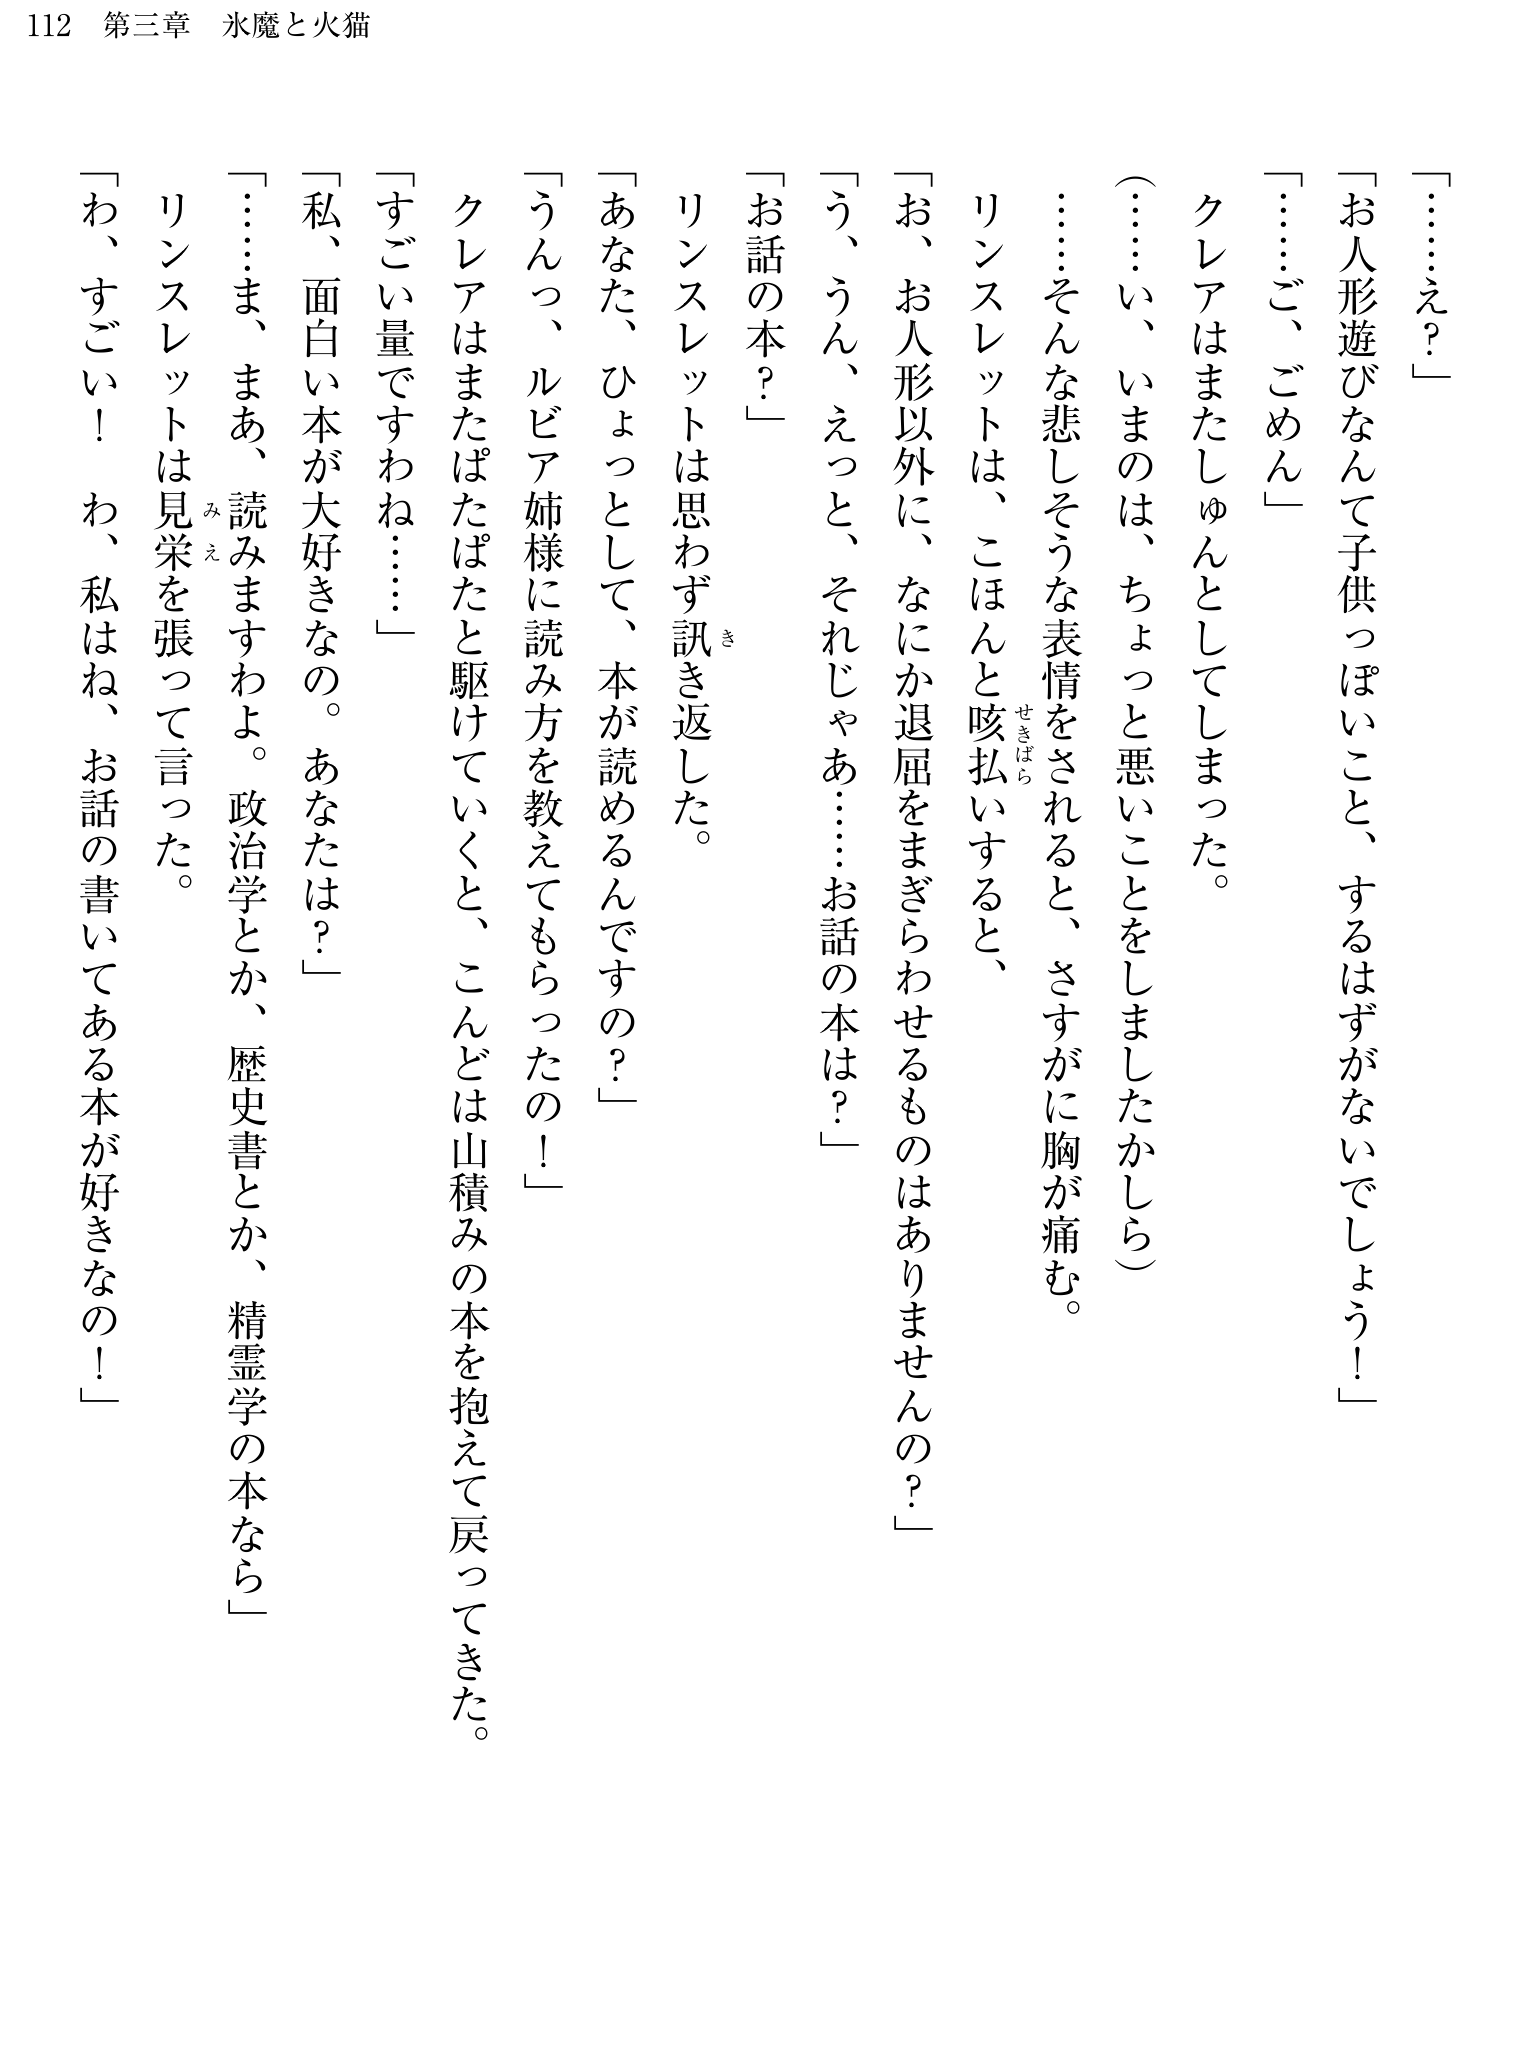 112　第三章　氷魔と火猫
「……え？」
「お人形遊びなんて子供っぽいこと、するはずがないでしょう！」
「……ご、ごめん」
　クレアはまたしゅんとしてしまった。
（……い、いまのは、ちょっと悪いことをしましたかしら）
　……そんな悲しそうな表情をされると、さすがに胸が痛む。
　リンスレットは、こほんと咳払いすると、
せきばら
「お、お人形以外に、なにか退屈をまぎらわせるものはありませんの？」
「う、うん、えっと、それじゃあ……お話の本は？」
「お話の本？」
　リンスレットは思わず訊き返した。
き
「あなた、ひょっとして、本が読めるんですの？」
「うんっ、ルビア姉様に読み方を教えてもらったの！」
　クレアはまたぱたぱたと駆けていくと、こんどは山積みの本を抱えて戻ってきた。
「すごい量ですわね……」
「私、面白い本が大好きなの。あなたは？」
「……ま、まあ、読みますわよ。政治学とか、歴史書とか、精霊学の本なら」
　リンスレットは見栄を張って言った。
みえ
「わ、すごい！　わ、私はね、お話の書いてある本が好きなの！」